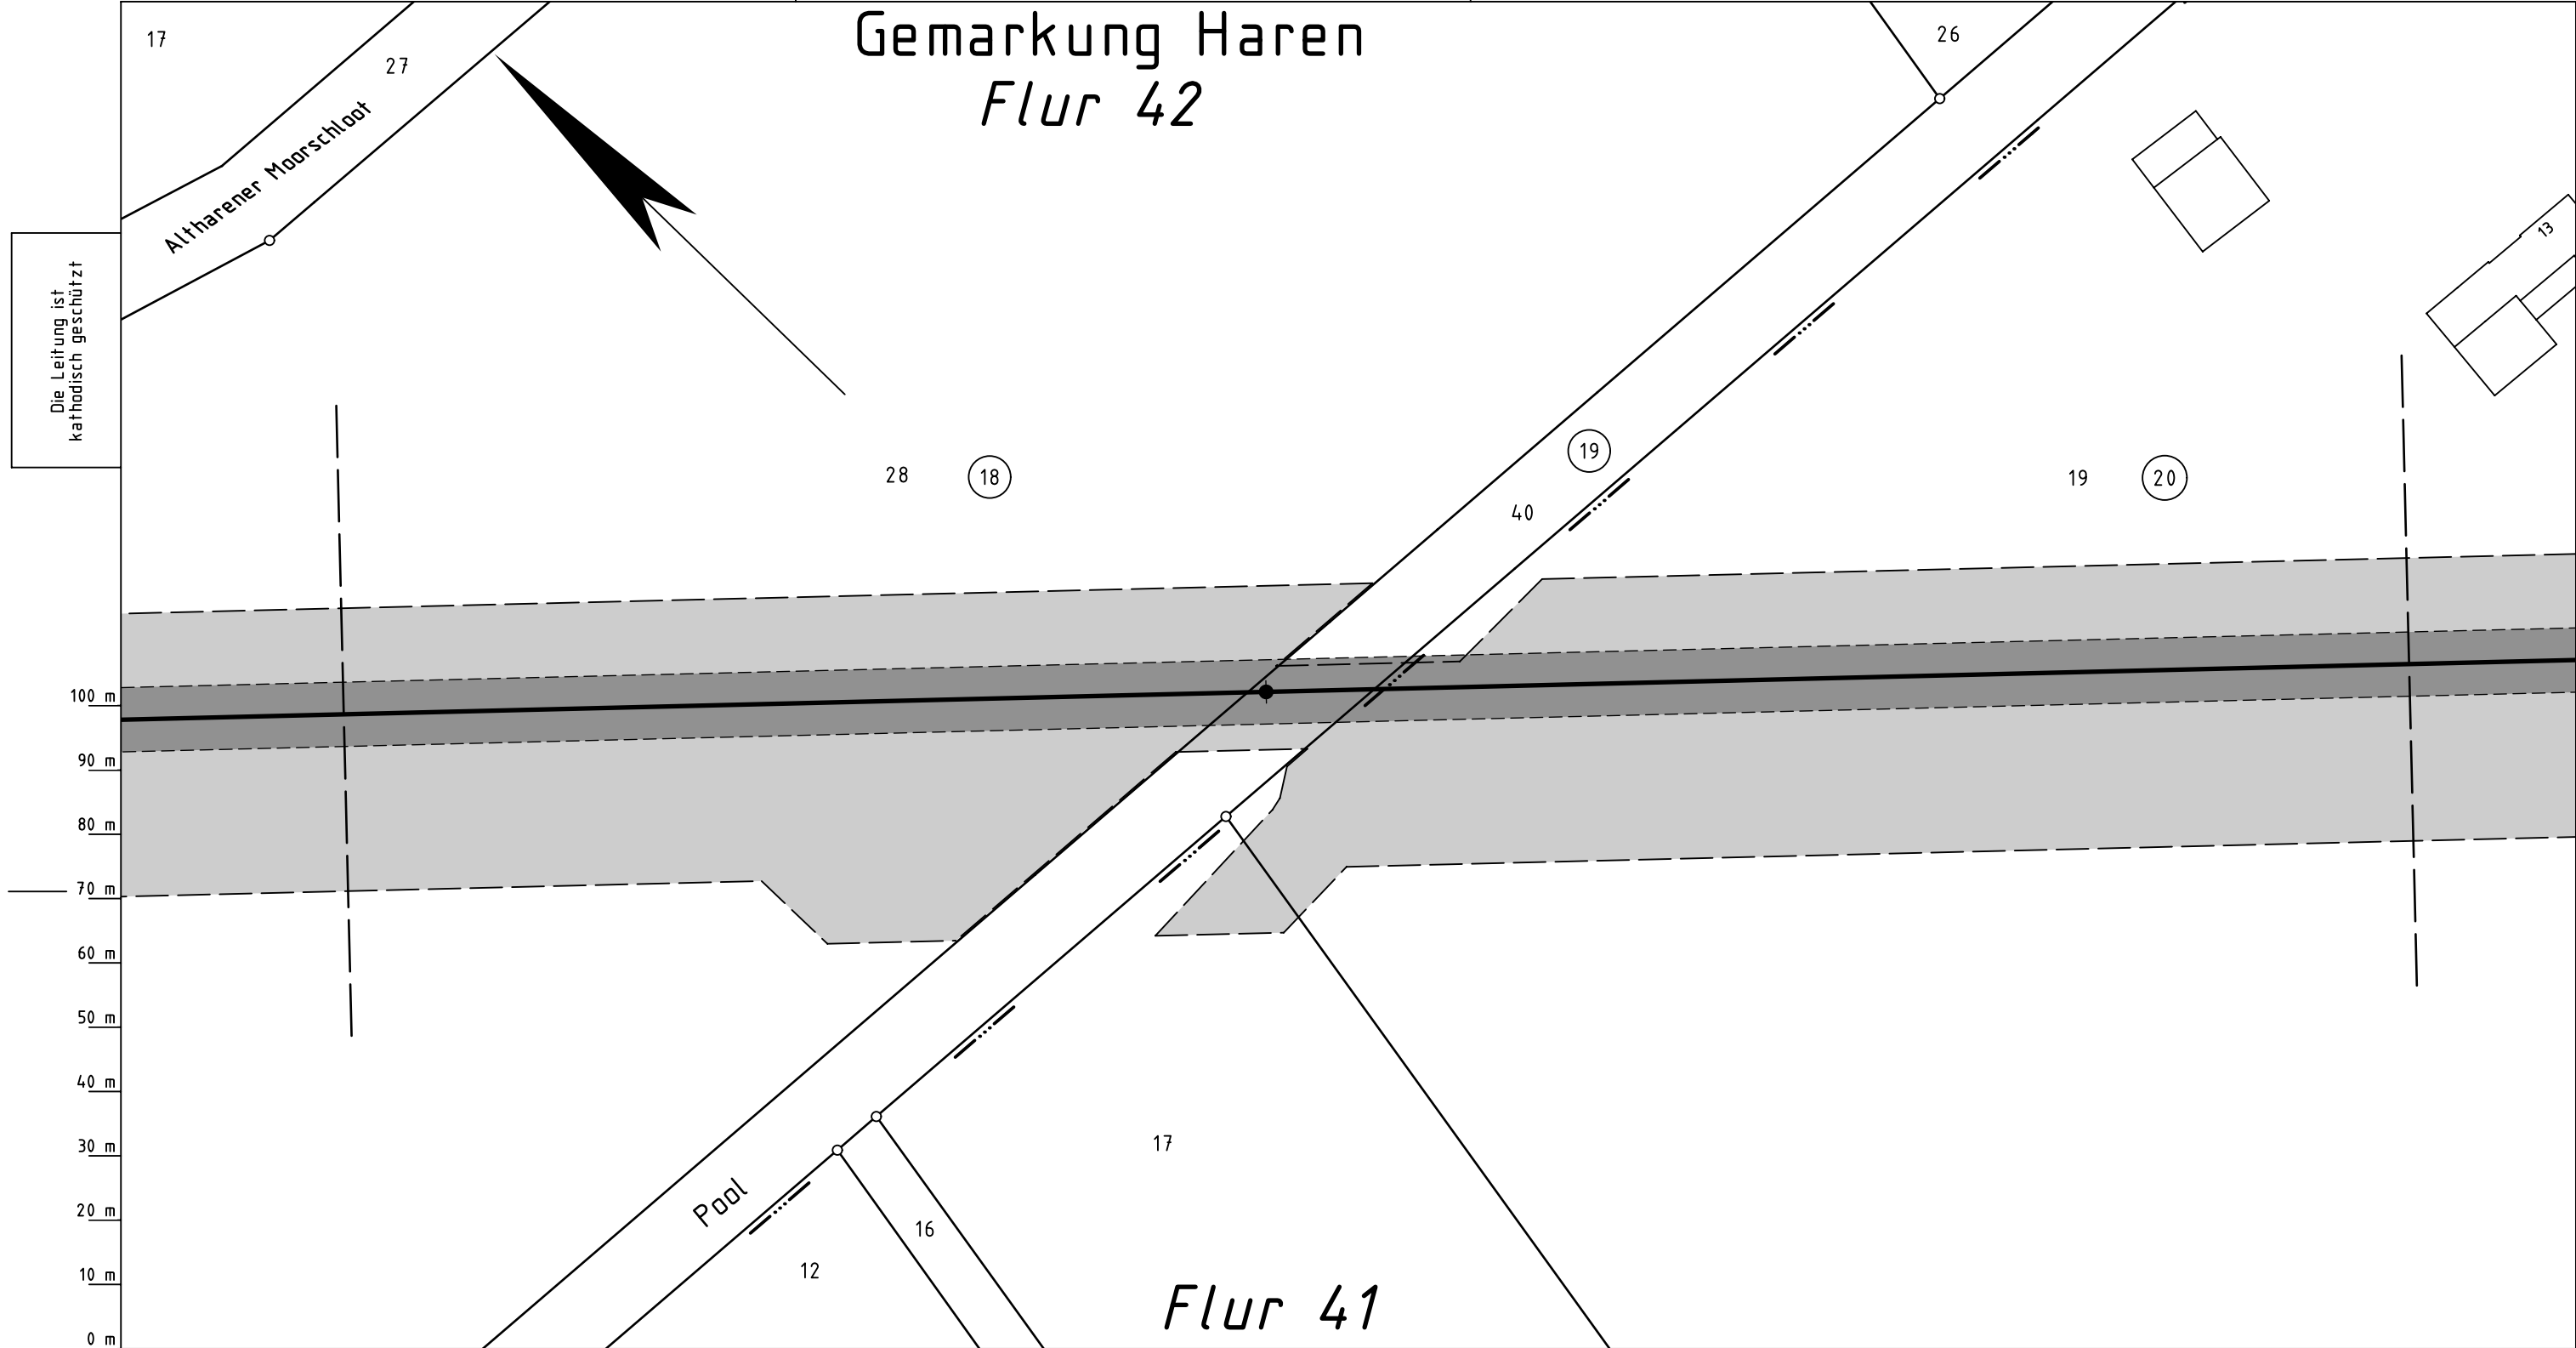 Gemarkung Haren
Flur 42
17
27
26
Altharener Moorschloot
13
Die Leitung ist
kathodisch geschützt
28
18
19
40
19
20
100 m
90 m
80 m
70 m
60 m
50 m
40 m
30 m
20 m
10 m
0 m
17
Pool
16
12
Flur 41